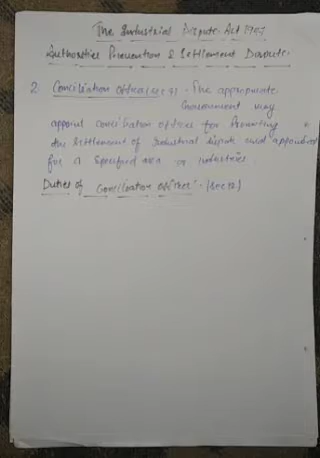 The Industrial Dispute Act 1947
Authorities Prevention & Settlement Dispute.
2 Conciliation officer (sec 4) - The appropriate
Government may
appoint conciliation officer for Promoting
the settlement of Industrial dispute and appointed
for a specified area or industries.
Duties of Conciliation officer : - (sec 12)